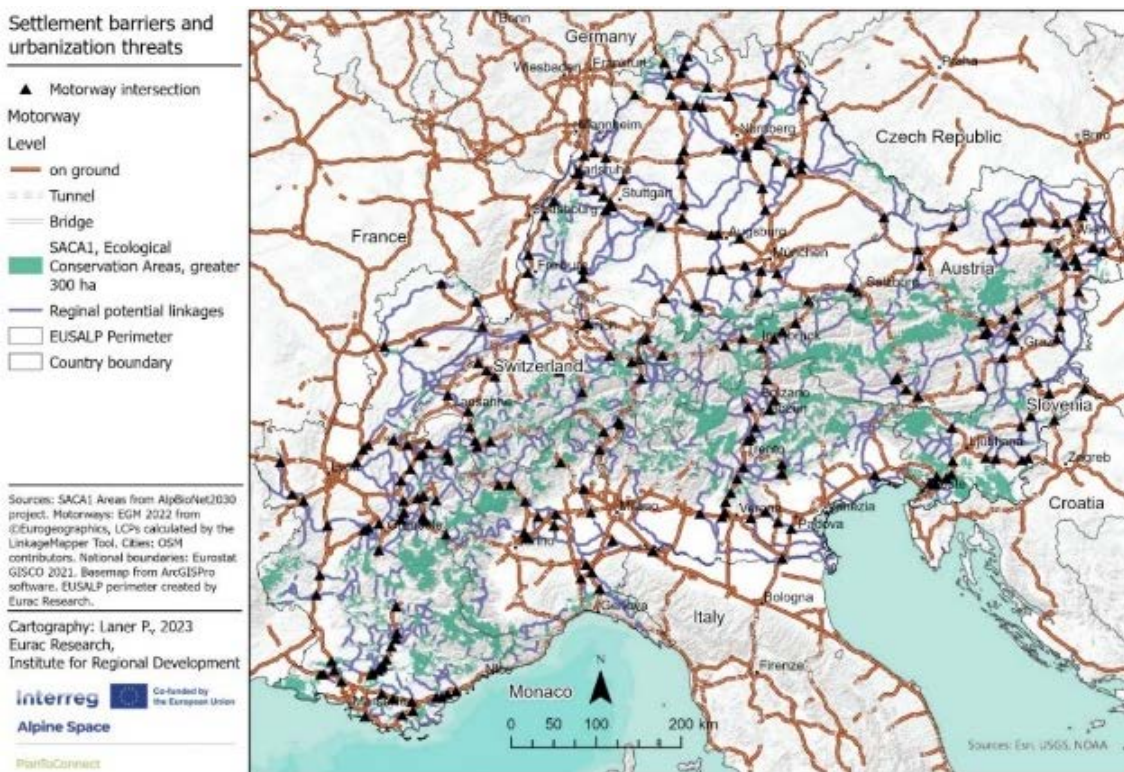 Settlement barriers and
urbanization threats
Motorway intersection
Motorway
Level
on ground
Tunnel
Bridge
SACA1, Ecological
Conservation Areas, greater
300 ha
Reginal potential linkages
EUSALP Perimeter
Country boundary
Sources: SACA1 Areas from AlpBioNet2030
project. Motorways: EGM 2022 from
©Eurogeographics, LCPs calculated by the
LinkageMapper Tool. Cities: OSM
contributors. National boundaries: Eurostat
GISCO 2021. Basemap from ArcGISPro
software. EUSALP perimeter created by
Eurac Research.
Cartography: Laner P., 2023
Eurac Research,
Institute for Regional Development
Interreg
Co-funded by
the European Union
Alpine Space
PlanToConnect
Bonn
Germany
Wiesbaden
Frankfurt
Praha
Mannheim
Nürnberg
Czech Republic
Brno
Karlsruhe
Stuttgart
Strasbourg
France
Augsburg
Wien
Freiburg
München
Salzburg
Austria
Innsbruck
Switzerland
Graz
Lausanne
Bolzano
Slovenia
Trento
Ljubljana
Zagreb
Lyon
Croatia
Milano
Verona
Venezia
Padova
Grenoble
Torino
Bologna
Genova
Italy
Firenze
Nice
Monaco
N
0 50 100 200 km
Sources: Esri, USGS, NOAA